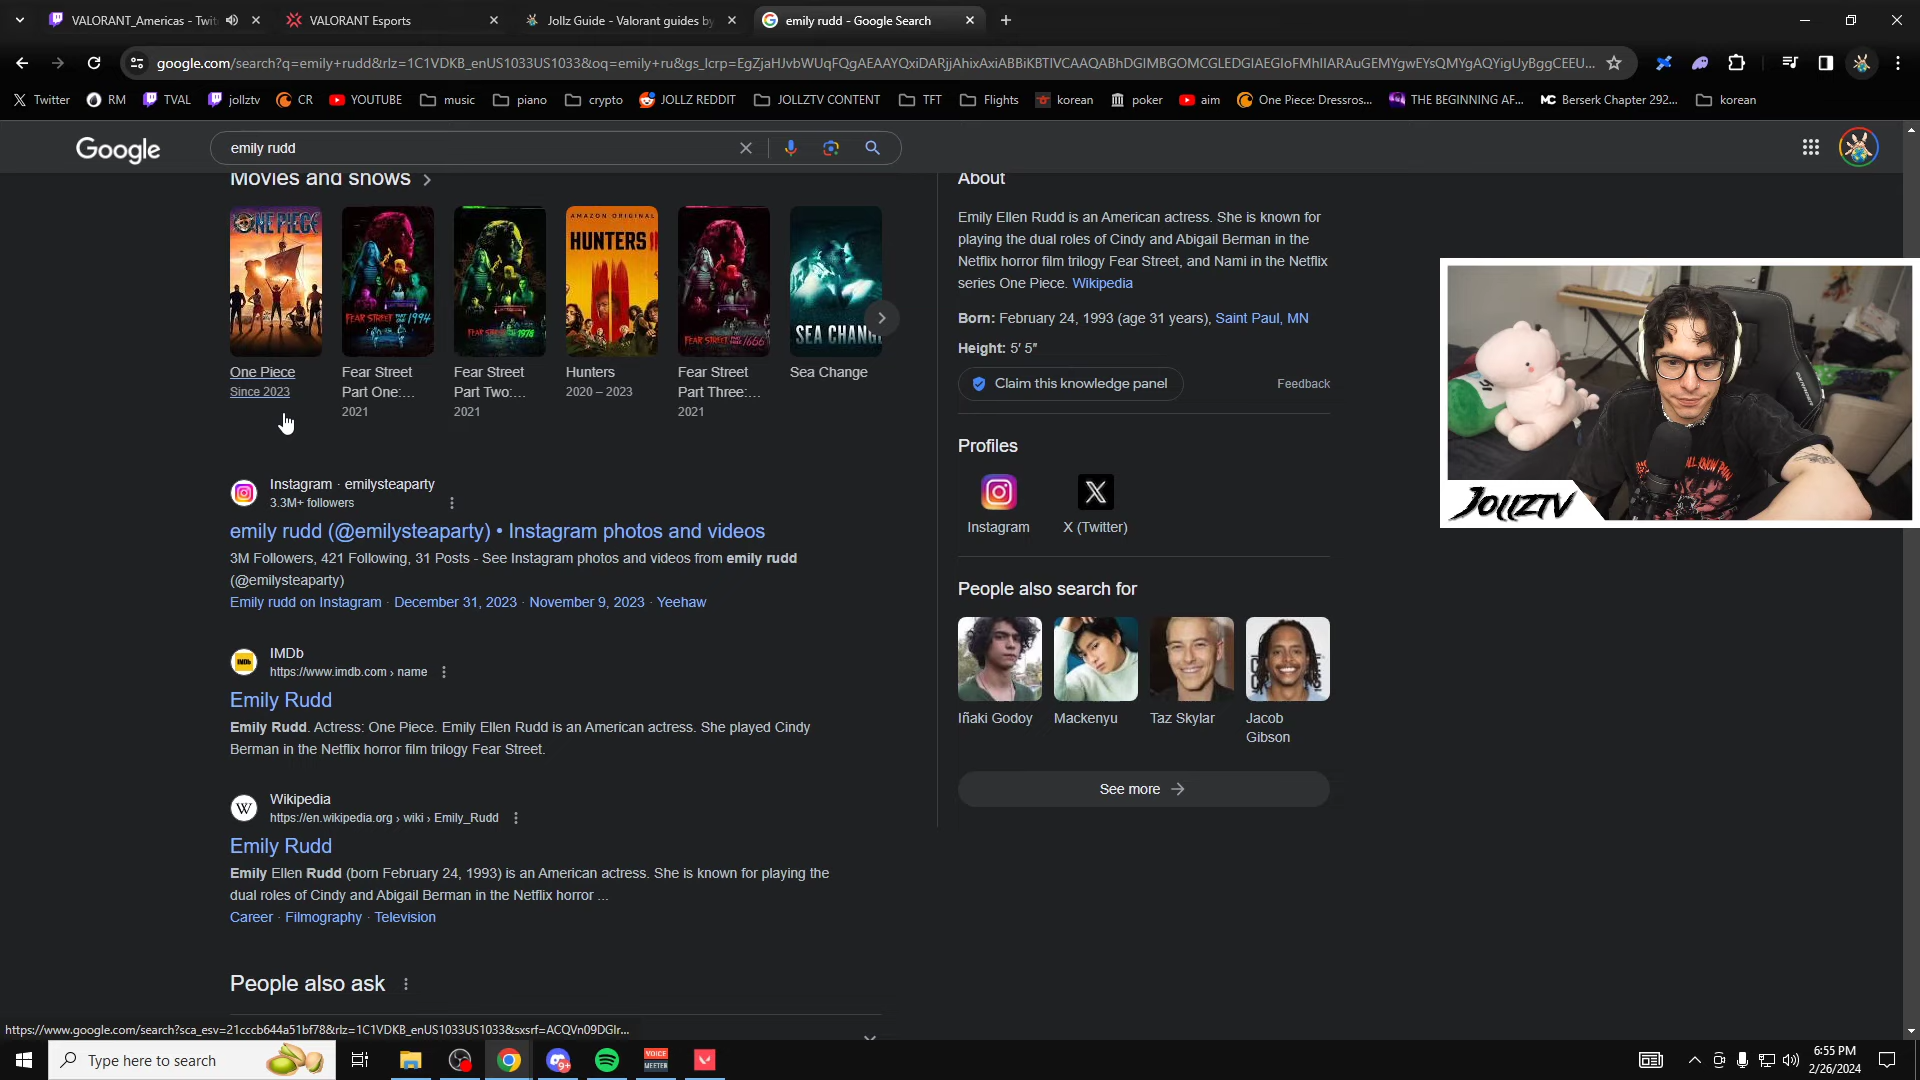 VALORANT_Americas - Twit
VALORANT Esports
Jollz Guide - Valorant guides by
emily rudd - Google Search
google.com/search?q=emily+rudd&rlz=1C1VDKB_enUS1033US1033&oq=emily+ru&gs_lcrp=EgZjaHJvbWUqFQgAEAAYQxiDARjjAhixAxiABBiKBTIVCAAQABhDGIMBGOMCGLEDGIAEGIoFMhIIARAuGEMYgwEYsQMYgAQYigUyBggCEEU...
Twitter
RM
TVAL
jollztv
CR
YOUTUBE
music
piano
crypto
JOLLZ REDDIT
JOLLZTV CONTENT
TFT
Flights
korean
poker
aim
One Piece: Dressros...
THE BEGINNING AF...
Berserk Chapter 292...
korean
Google
emily rudd
Movies and shows
ONE PIECE
FEAR STREET
1994
FEAR STREET
1978
AMAZON ORIGINAL
HUNTERS
FEAR STREET
1666
SEA CHANG
One Piece
Since 2023
Fear Street
Part One:...
2021
Fear Street
Part Two:...
2021
Hunters
2020 – 2023
Fear Street
Part Three:...
2021
Sea Change
Instagram · emilysteaparty
3.3M+ followers
emily rudd (@emilysteaparty) • Instagram photos and videos
3M Followers, 421 Following, 31 Posts - See Instagram photos and videos from emily rudd
(@emilysteaparty)
Emily rudd on Instagram · December 31, 2023 · November 9, 2023 · Yeehaw
IMDb
https://www.imdb.com › name
Emily Rudd
Emily Rudd. Actress: One Piece. Emily Ellen Rudd is an American actress. She played Cindy
Berman in the Netflix horror film trilogy Fear Street.
W
Wikipedia
https://en.wikipedia.org › wiki › Emily_Rudd
Emily Rudd
Emily Ellen Rudd (born February 24, 1993) is an American actress. She is known for playing the
dual roles of Cindy and Abigail Berman in the Netflix horror ...
Career · Filmography · Television
People also ask
About
Emily Ellen Rudd is an American actress. She is known for
playing the dual roles of Cindy and Abigail Berman in the
Netflix horror film trilogy Fear Street, and Nami in the Netflix
series One Piece. Wikipedia
Born: February 24, 1993 (age 31 years), Saint Paul, MN
Height: 5′ 5″
Claim this knowledge panel
Feedback
Profiles
Instagram
X (Twitter)
People also search for
Iñaki Godoy
Mackenyu
Taz Skylar
Jacob
Gibson
See more
JOLLZTV
https://www.google.com/search?sca_esv=21cccb644a51bf78&rlz=1C1VDKB_enUS1033US1033&sxsrf=ACQVn09DGlr...
Type here to search
9+
VOICE
MEETER
6:55 PM
2/26/2024